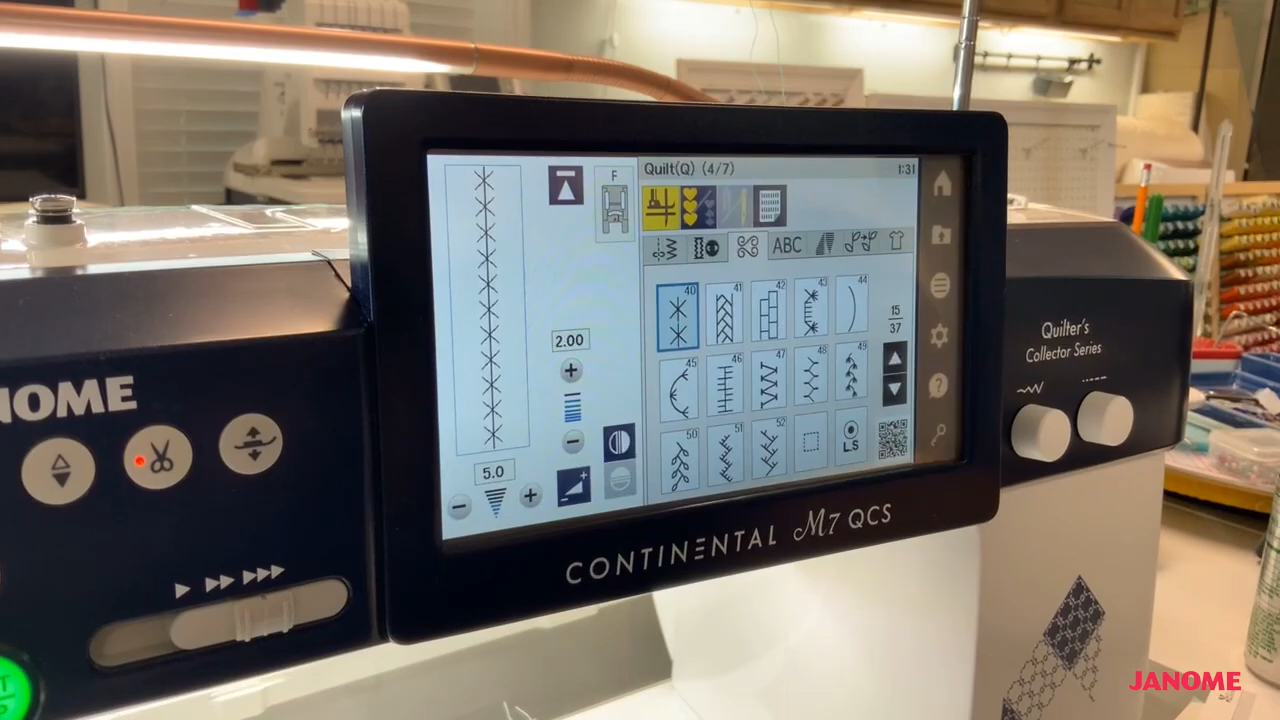 Quilt(Q) (4/7)
1:31
F
ABC
40 41 42 43 44
15
37
2.00
45 46 47 48 49
50 51 52
LS
5.0
CONTINENTAL M7 QCS
Quilter's
Collector Series
NOME
JANOME